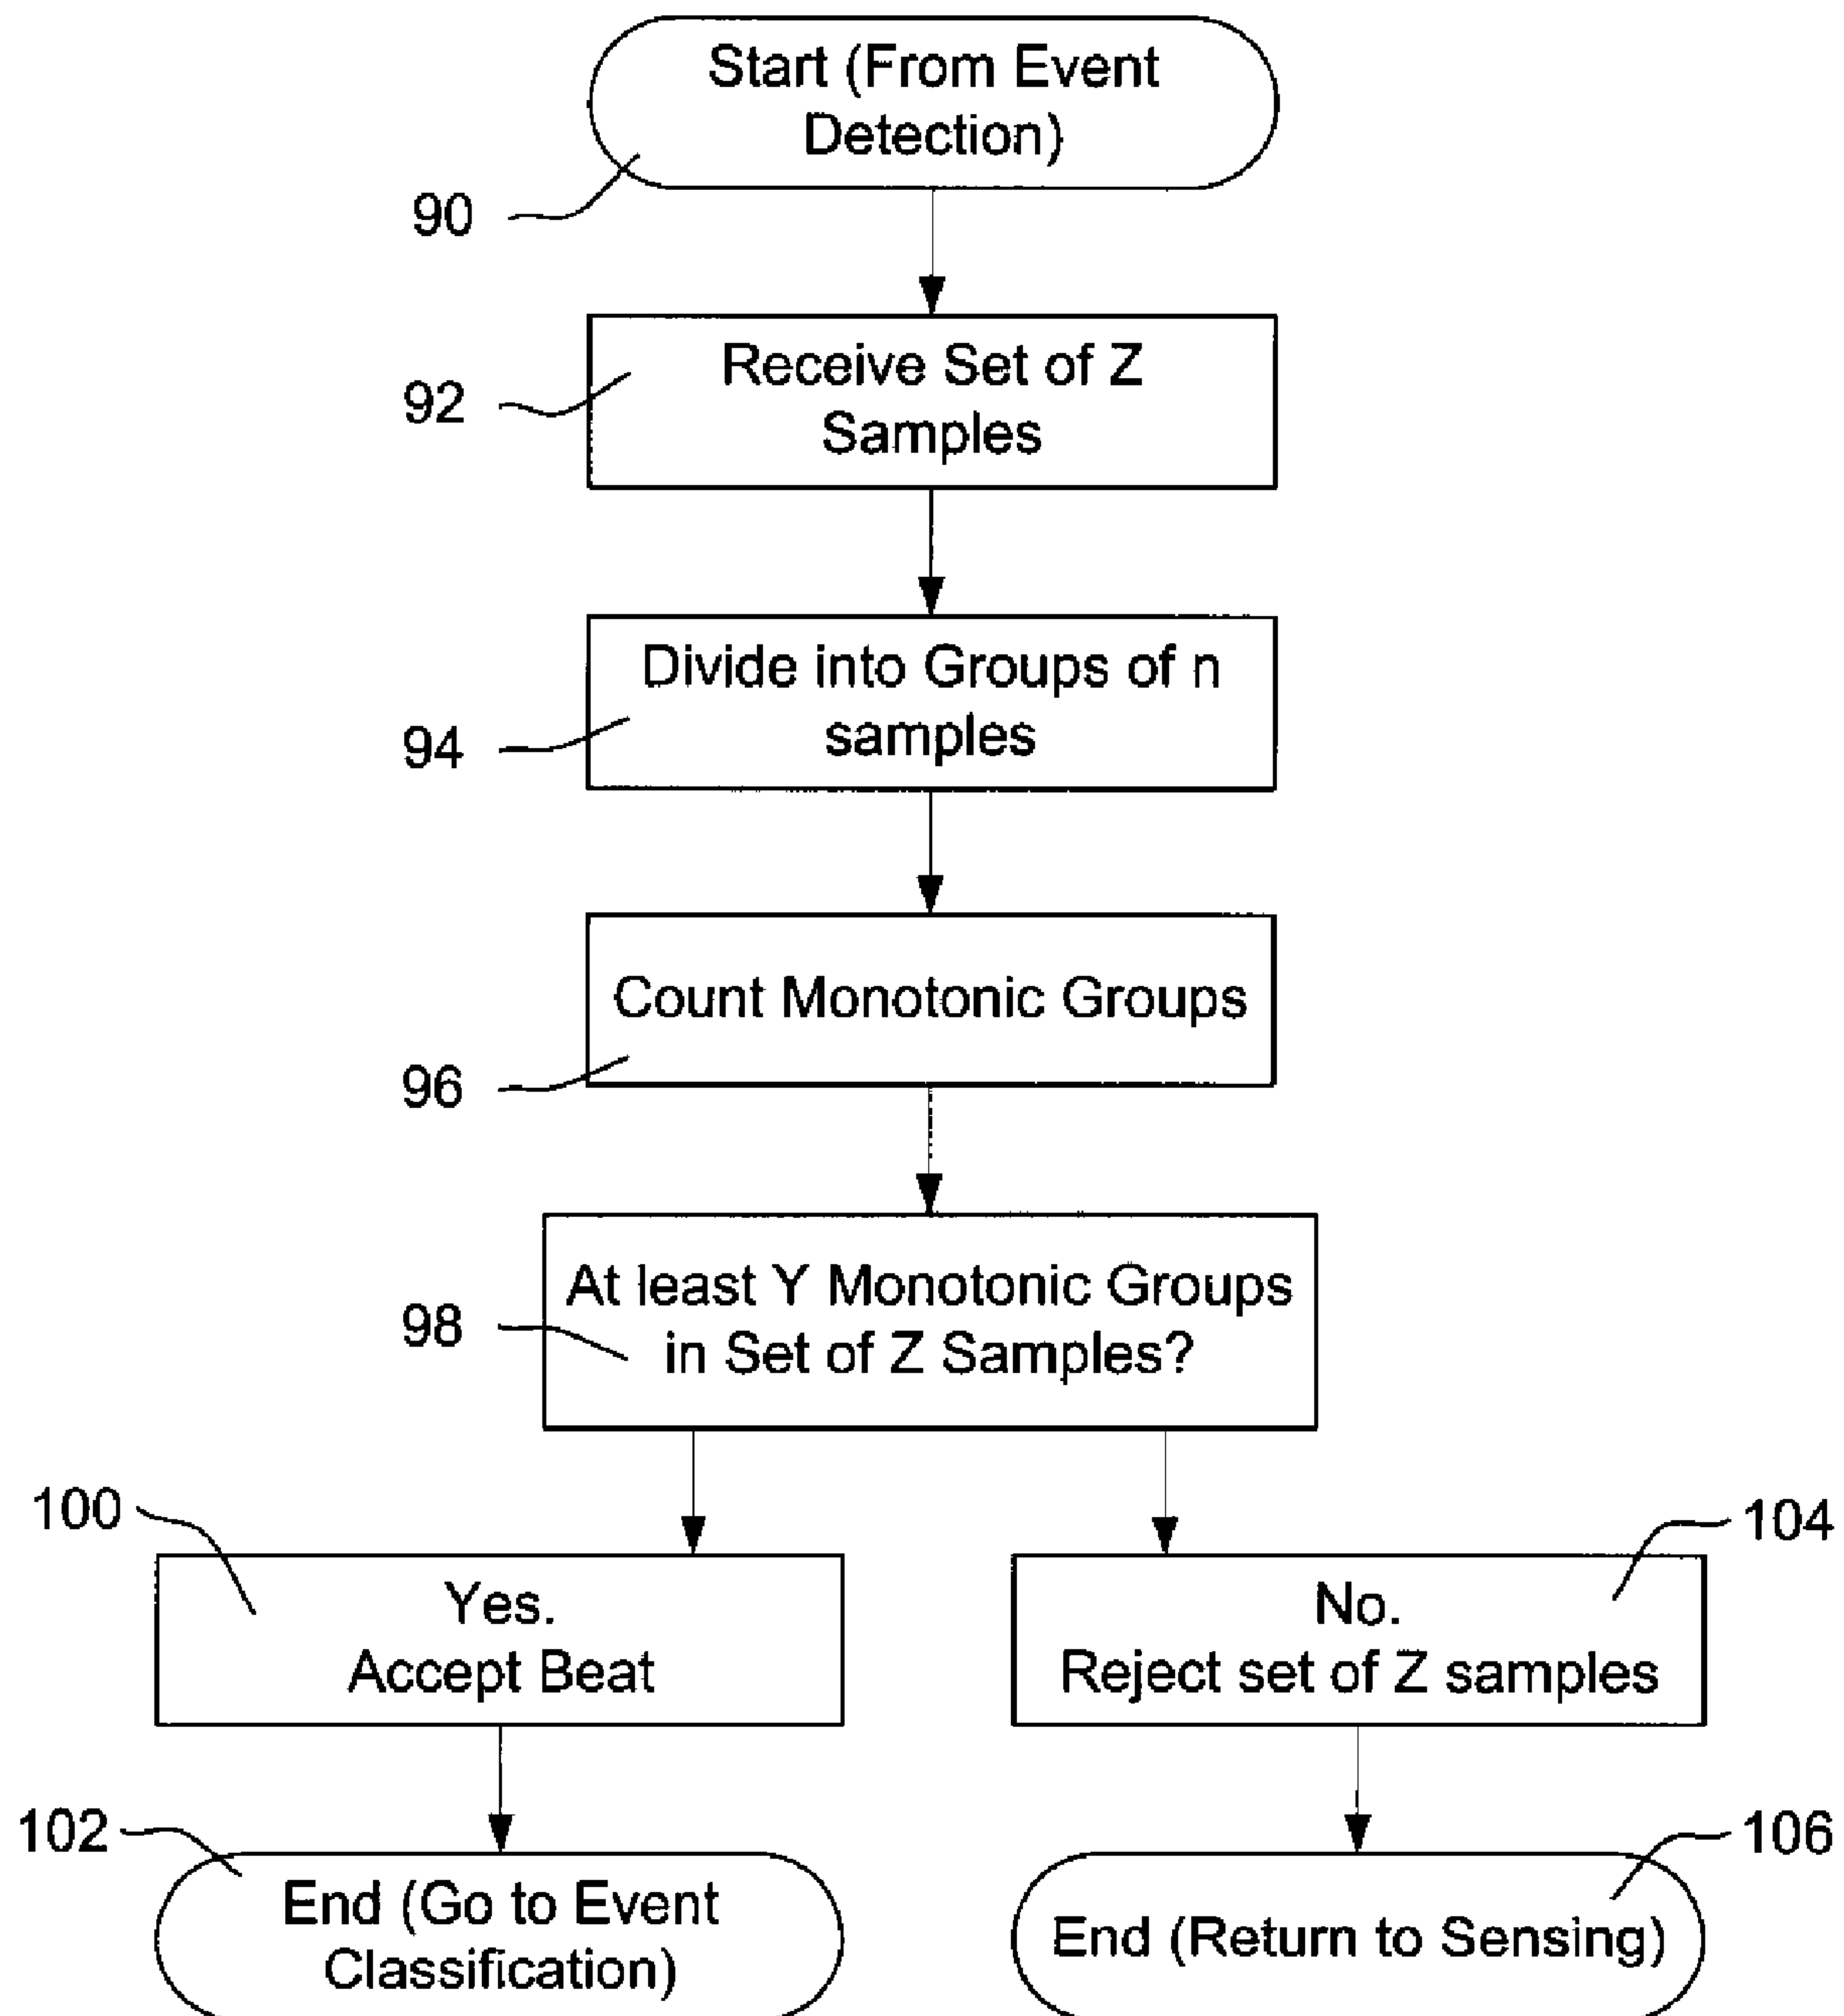 Start (From Event
Detection)
90
Receive Set of Z
Samples
92
Divide into Groups of n
samples
94
Count Monotonic Groups
96
At least Y Monotonic Groups
in Set of Z Samples?
98
100
Yes.
Accept Beat
104
No.
Reject set of Z samples
102
End (Go to Event
Classification)
106
End (Return to Sensing)